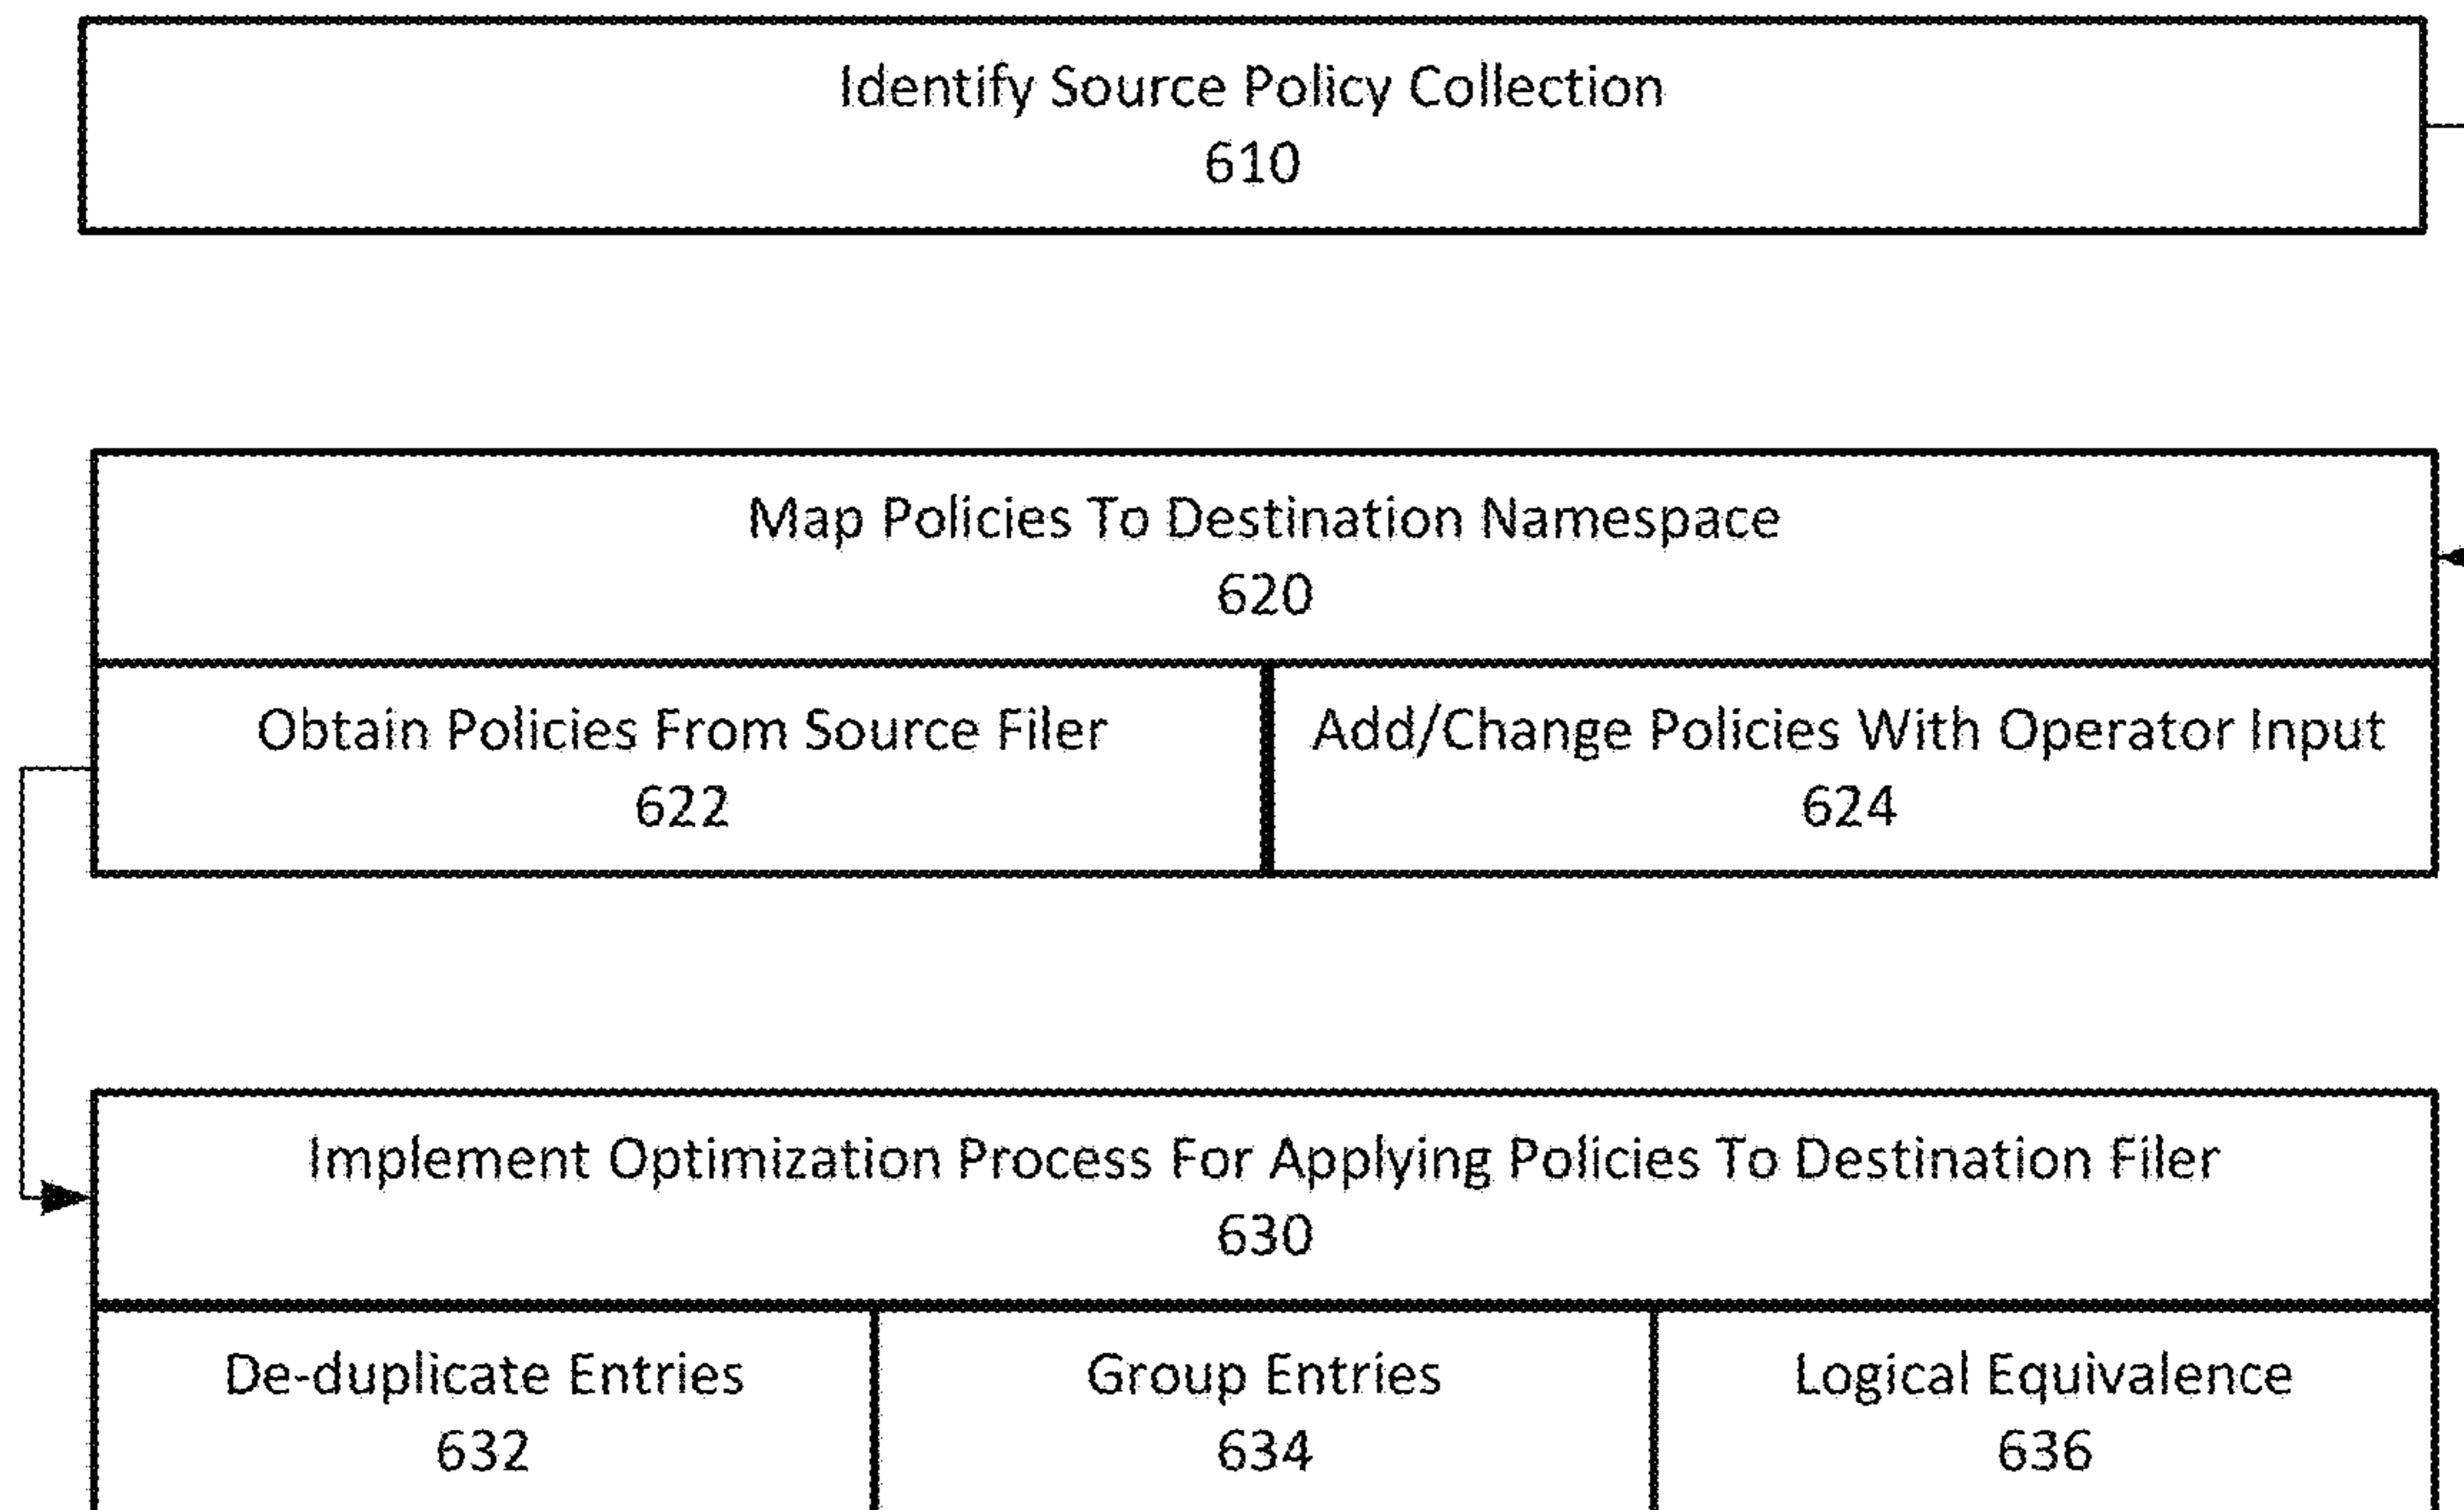 Identify Source Policy Collection
610
Map Policies To Destination Namespace
620
Obtain Policies From Source Filer
622
Add/Change Policies With Operator Input
624
Implement Optimization Process For Applying Policies To Destination Filer
630
De-duplicate Entries
632
Group Entries
634
Logical Equivalence
636